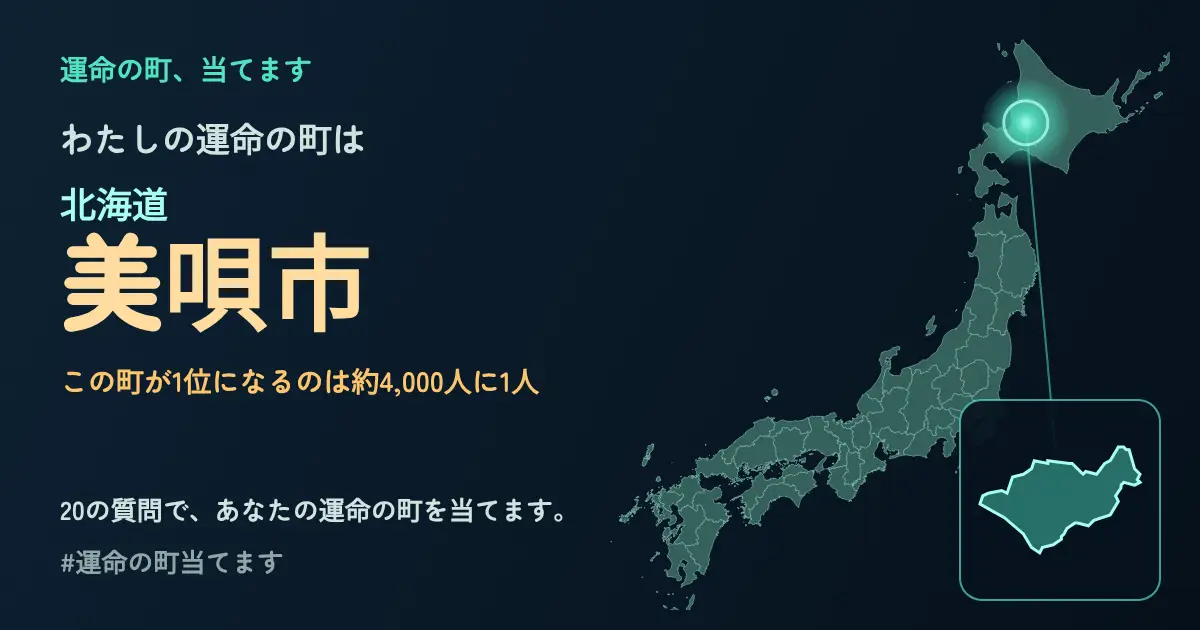 運命の町、当てます
わたしの運命の町は
北海道
美唄市
この町が1位になるのは約4,000人に1人
20の質問で、あなたの運命の町を当てます。
#運命の町当てます